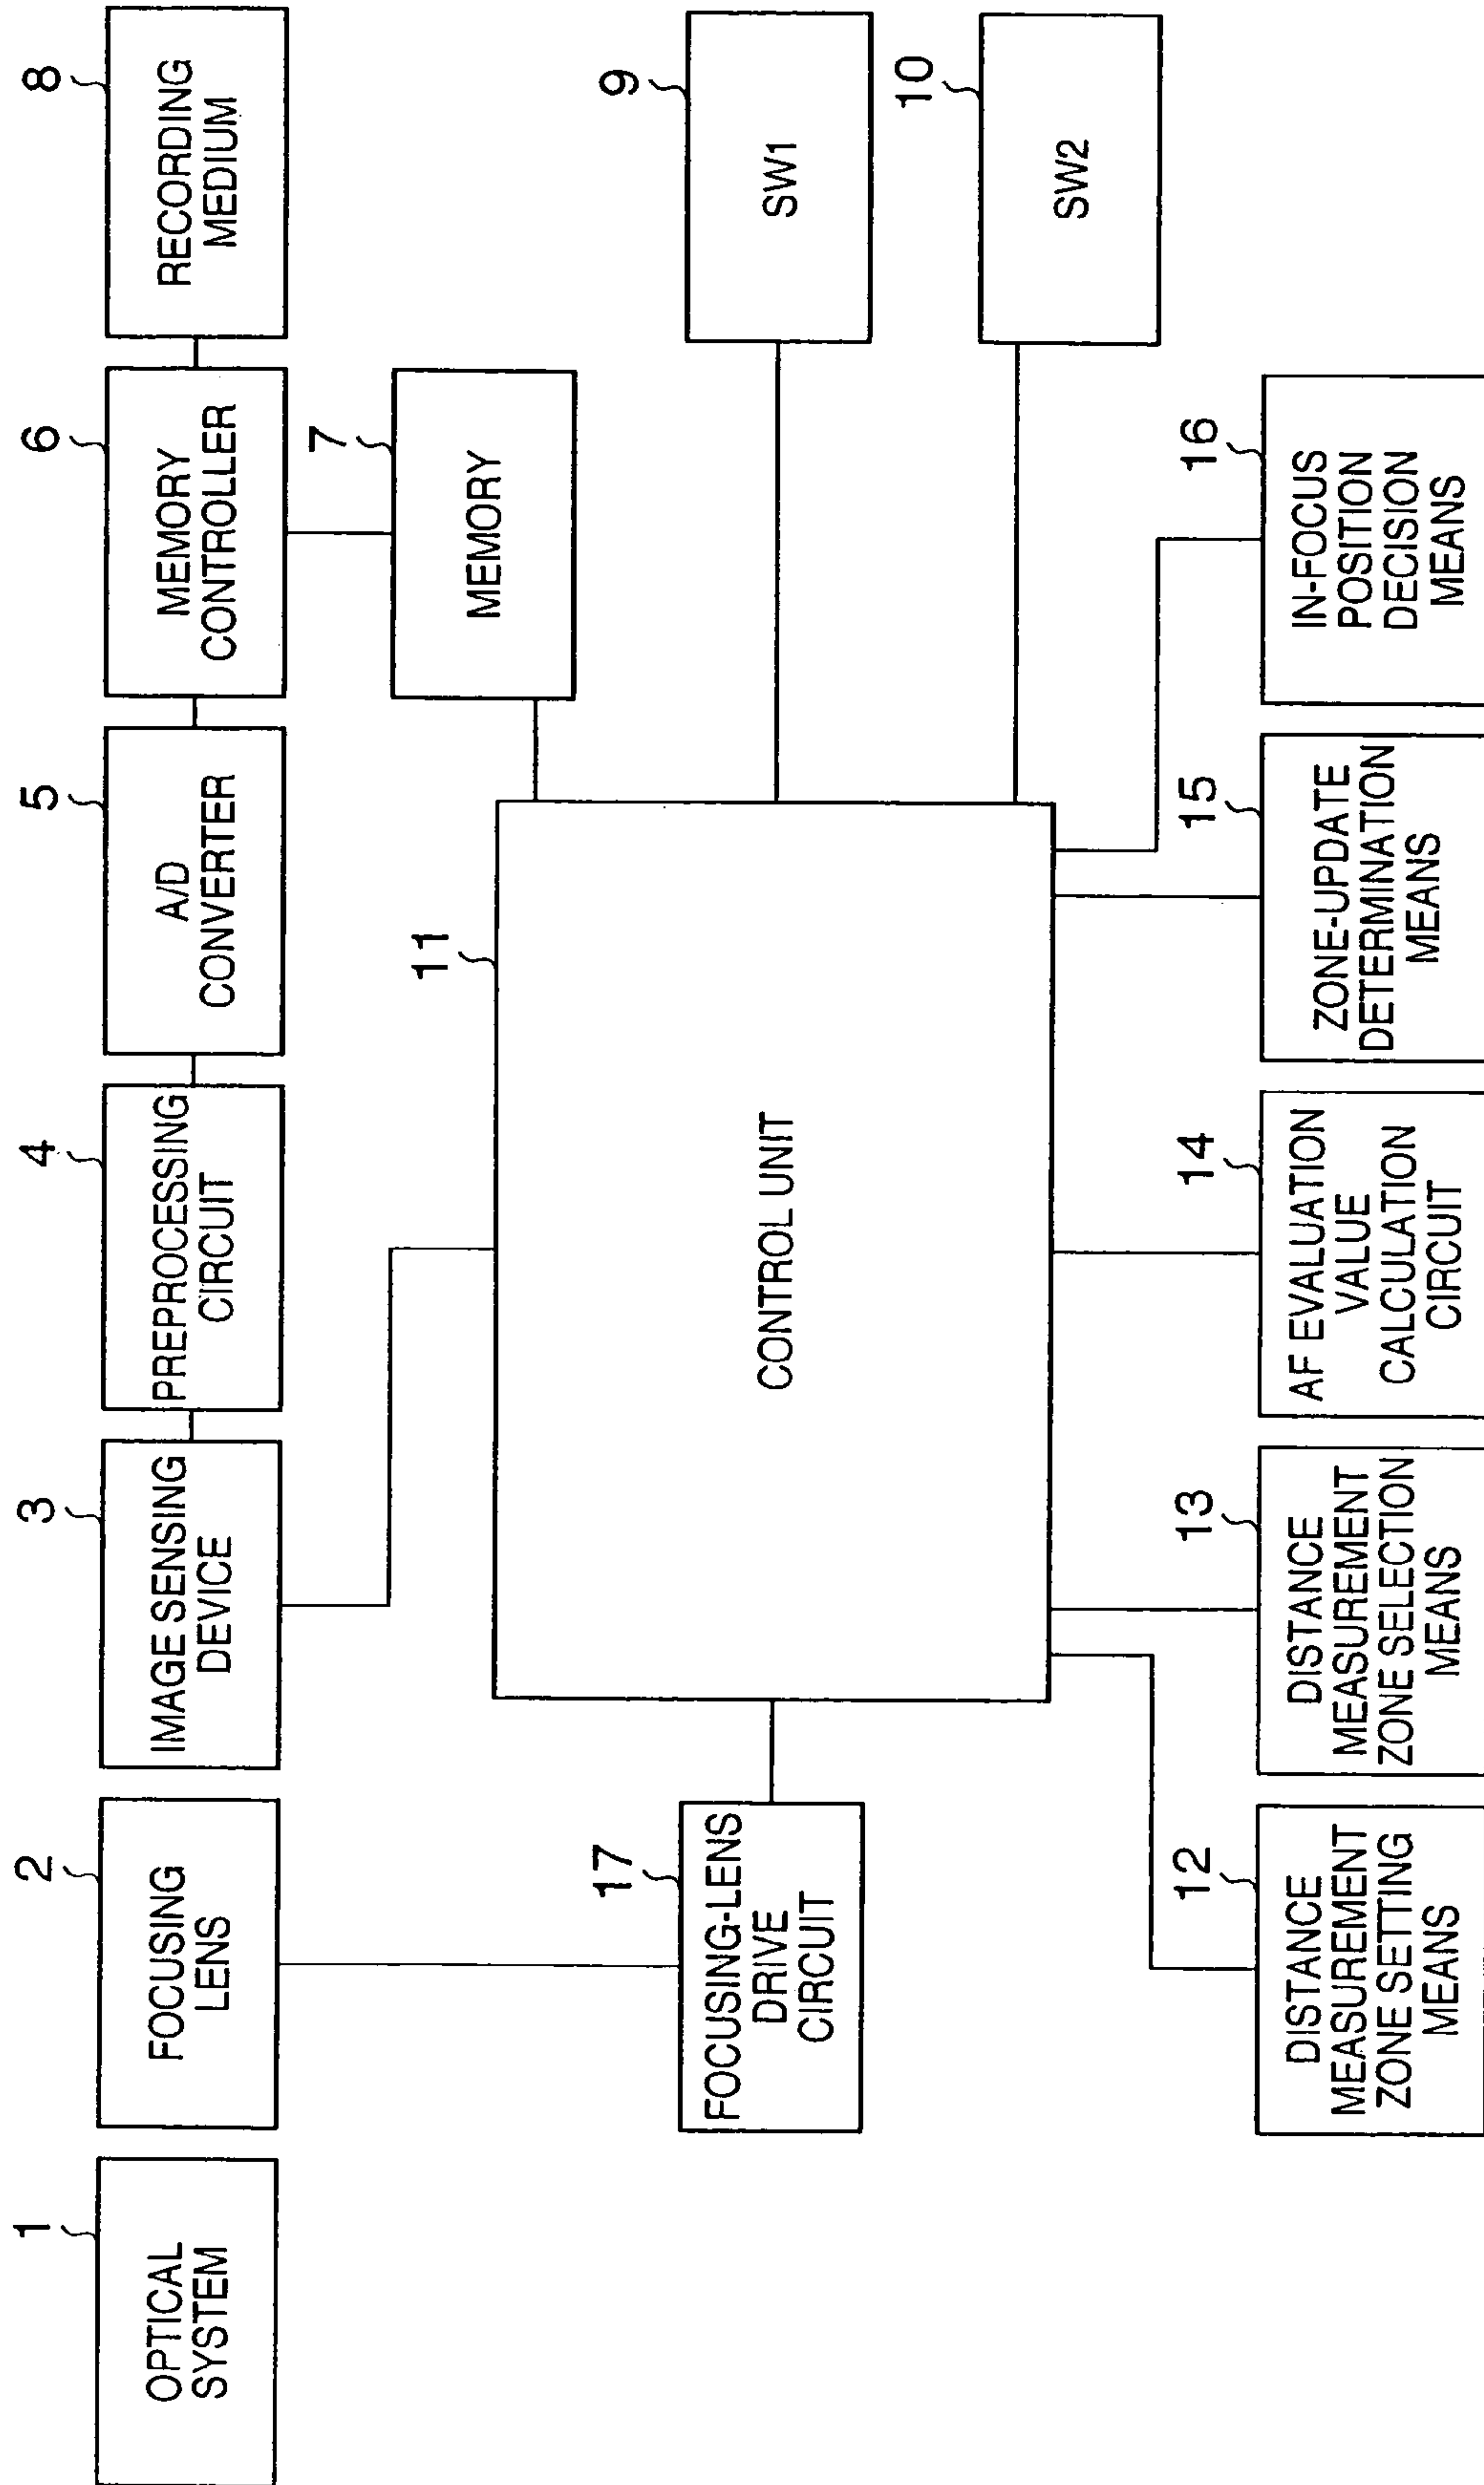 1
OPTICAL
SYSTEM
2
FOCUSING
LENS
3
IMAGE SENSING
DEVICE
4
PREPROCESSING
CIRCUIT
5
A/D
CONVERTER
6
MEMORY
CONTROLLER
8
RECORDING
MEDIUM
7
MEMORY
9
SW1
10
SW2
11
CONTROL UNIT
17
FOCUSING-LENS
DRIVE
CIRCUIT
12
DISTANCE
MEASUREMENT
ZONE SETTING
MEANS
13
DISTANCE
MEASUREMENT
ZONE SELECTION
MEANS
14
AF EVALUATION
VALUE
CALCULATION
CIRCUIT
15
ZONE-UPDATE
DETERMINATION
MEANS
16
IN-FOCUS
POSITION
DECISION
MEANS